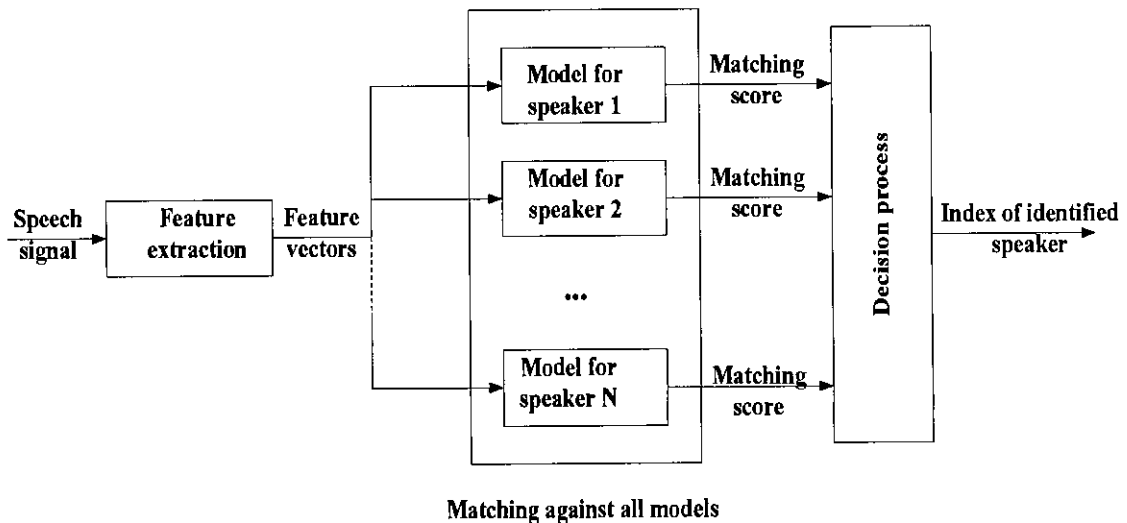 Speech
signal
Feature
extraction
Feature
vectors
Model for
speaker 1
Matching
score
Model for
speaker 2
Matching
score
...
Model for
speaker N
Matching
score
Decision process
Index of identified
speaker
Matching against all models